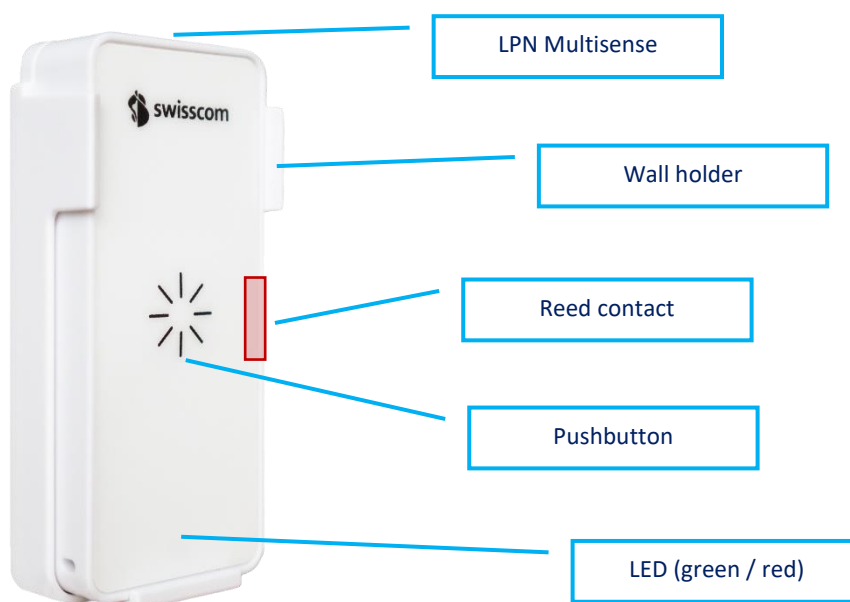 LPN Multisense
swisscom
Wall holder
Reed contact
Pushbutton
LED (green / red)